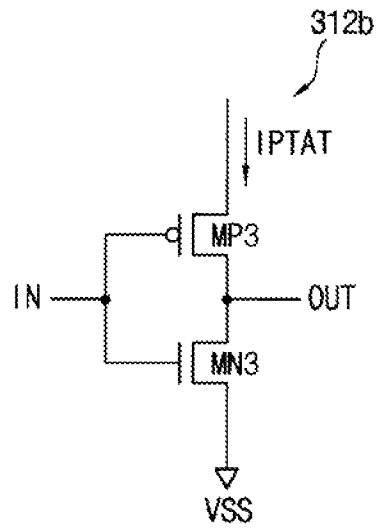 312b
IPTAT
MP3
IN
OUT
MN3
VSS